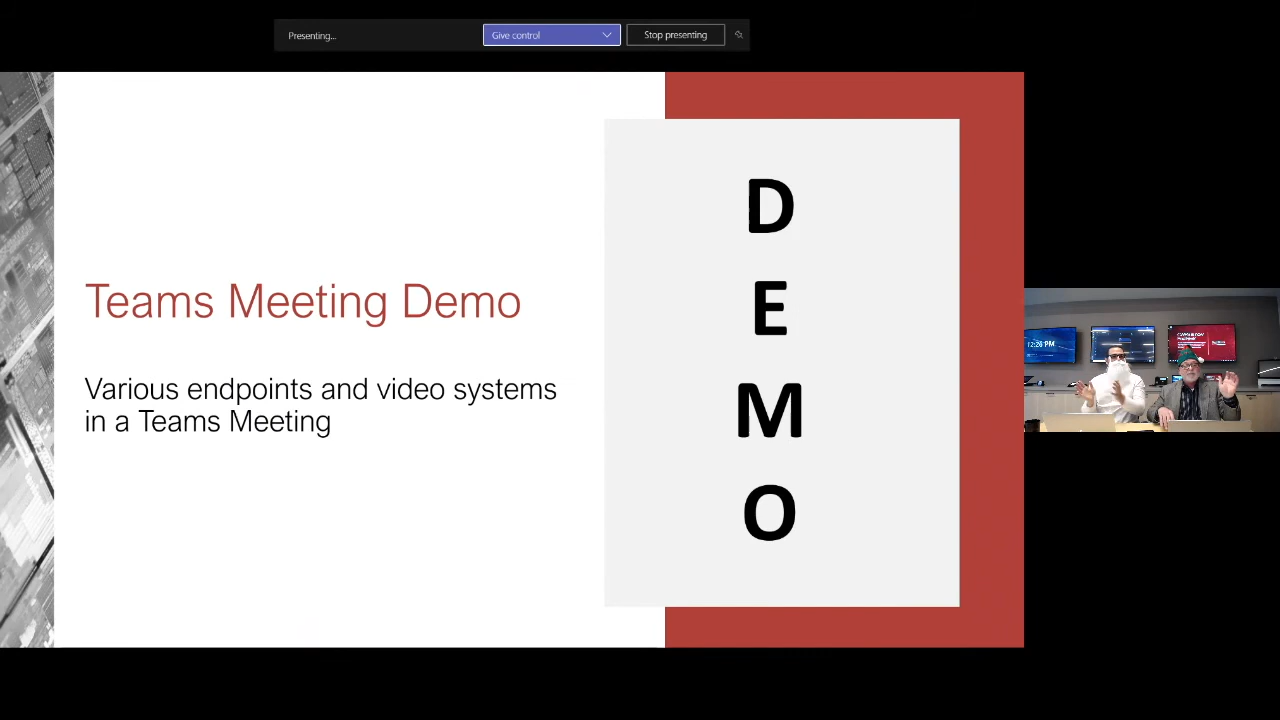 Presenting...
Give control
Stop presenting
Teams Meeting Demo
Various endpoints and video systems
in a Teams Meeting
D
E
M
O
12:26 PM